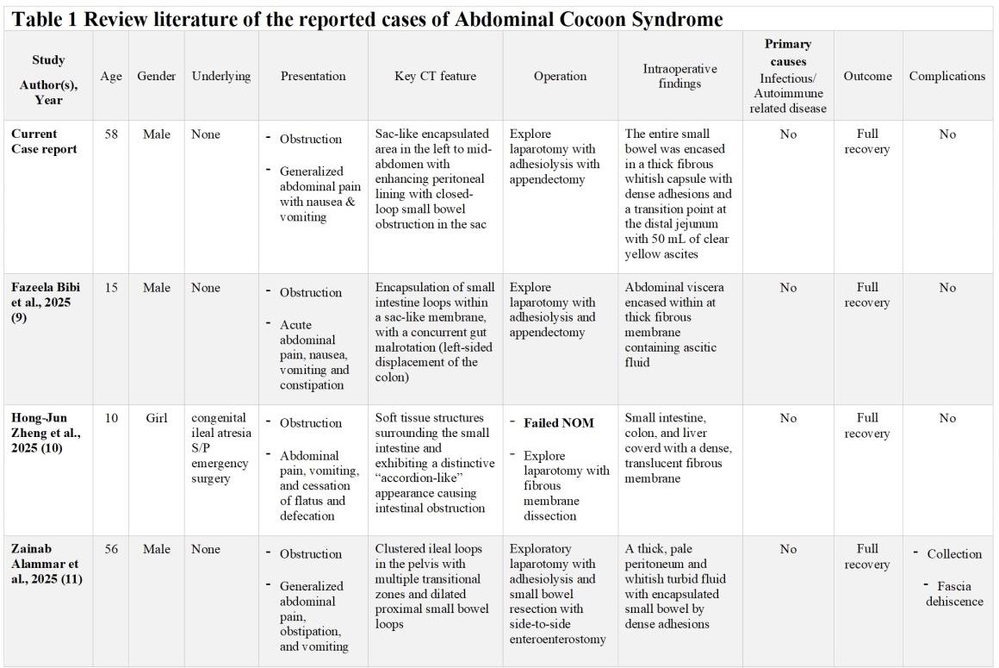 Table 1 Review literature of the reported cases of Abdominal Cocoon Syndrome
Study
Author(s),
Year
Age
Gender
Underlying
Presentation
Key CT feature
Operation
Intraoperative
findings
Primary
causes
Infectious/
Autoimmune
related disease
Outcome
Complications
Current
Case report
58
Male
None
- Obstruction
- Generalized
abdominal pain
with nausea &
vomiting
Sac-like encapsulated
area in the left to mid-
abdomen with
enhancing peritoneal
lining with closed-
loop small bowel
obstruction in the sac
Explore
laparotomy with
adhesiolysis with
appendectomy
The entire small
bowel was encased
in a thick fibrous
whitish capsule with
dense adhesions and
a transition point at
the distal jejunum
with 50 mL of clear
yellow ascites
No
Full
recovery
No
Fazeela Bibi
et al., 2025
(9)
15
Male
None
- Obstruction
- Acute
abdominal
pain, nausea,
vomiting and
constipation
Encapsulation of small
intestine loops within
a sac-like membrane,
with a concurrent gut
malrotation (left-sided
displacement of the
colon)
Explore
laparotomy with
adhesiolysis and
appendectomy
Abdominal viscera
encased within at
thick fibrous
membrane
containing ascitic
fluid
No
Full
recovery
No
Hong-Jun
Zheng et al.,
2025 (10)
10
Girl
congenital
ileal atresia
S/P
emergency
surgery
- Obstruction
- Abdominal
pain, vomiting,
and cessation
of flatus and
defecation
Soft tissue structures
surrounding the small
intestine and
exhibiting a distinctive
“accordion-like”
appearance causing
intestinal obstruction
- Failed NOM
- Explore
laparotomy with
fibrous
membrane
dissection
Small intestine,
colon, and liver
coverd with a dense,
translucent fibrous
membrane
No
Full
recovery
No
Zainab
Alammar et
al., 2025 (11)
56
Male
None
- Obstruction
- Generalized
abdominal
pain,
obstipation,
and vomiting
Clustered ileal loops
in the pelvis with
multiple transitional
zones and dilated
proximal small bowel
loops
Exploratory
laparotomy with
adhesiolysis and
small bowel
resection with
side-to-side
enteroenterostomy
A thick, pale
peritoneum and
whitish turbid fluid
with encapsulated
small bowel by
dense adhesions
No
Full
recovery
- Collection
- Fascia
dehiscence